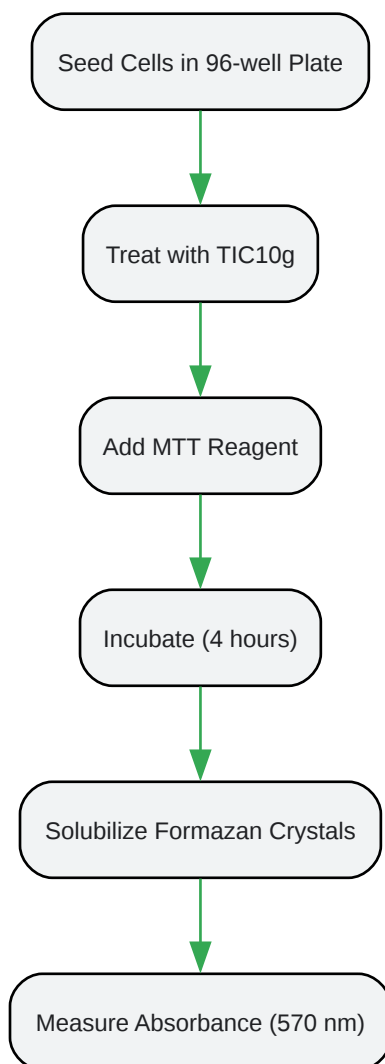 Seed Cells in 96-well Plate
Treat with TIC10g
Add MTT Reagent
Incubate (4 hours)
Solubilize Formazan Crystals
Measure Absorbance (570 nm)